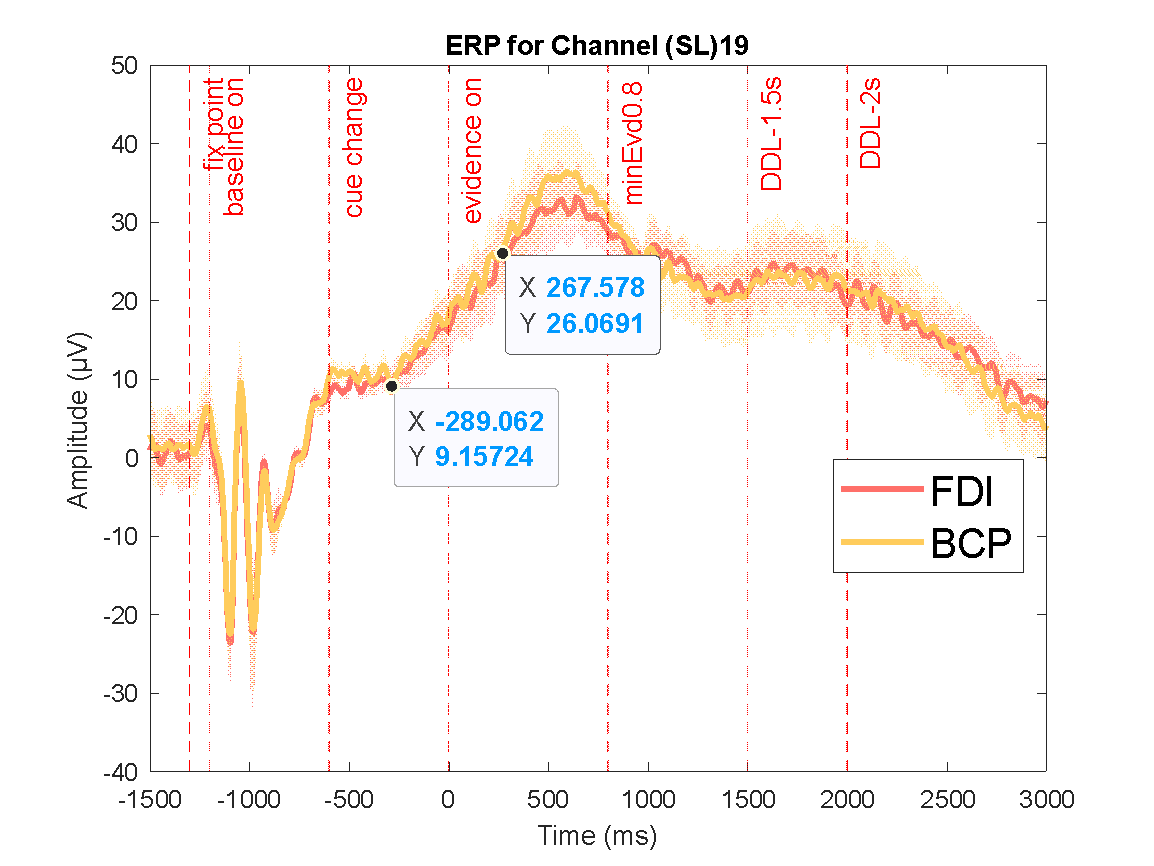 ERP for Channel (SL)19
50
40
30
20
10
0
-10
-20
-30
-40
Amplitude (μV)
fix point
baseline on
cue change
evidence on
minEvd0.8
DDL-1.5s
DDL-2s
X 267.578
Y 26.0691
X -289.062
Y 9.15724
FDI
BCP
-1500
-1000
-500
0
500
1000
1500
2000
2500
3000
Time (ms)